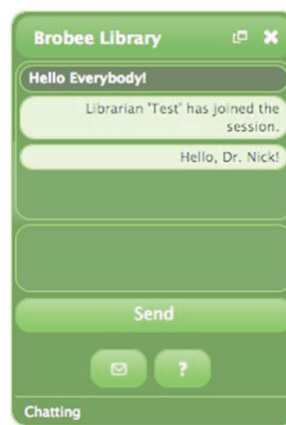 Brobee Library
Hello Everybody!
Librarian 'Test' has joined the
session.
Hello, Dr. Nick!
Send
?
Chatting